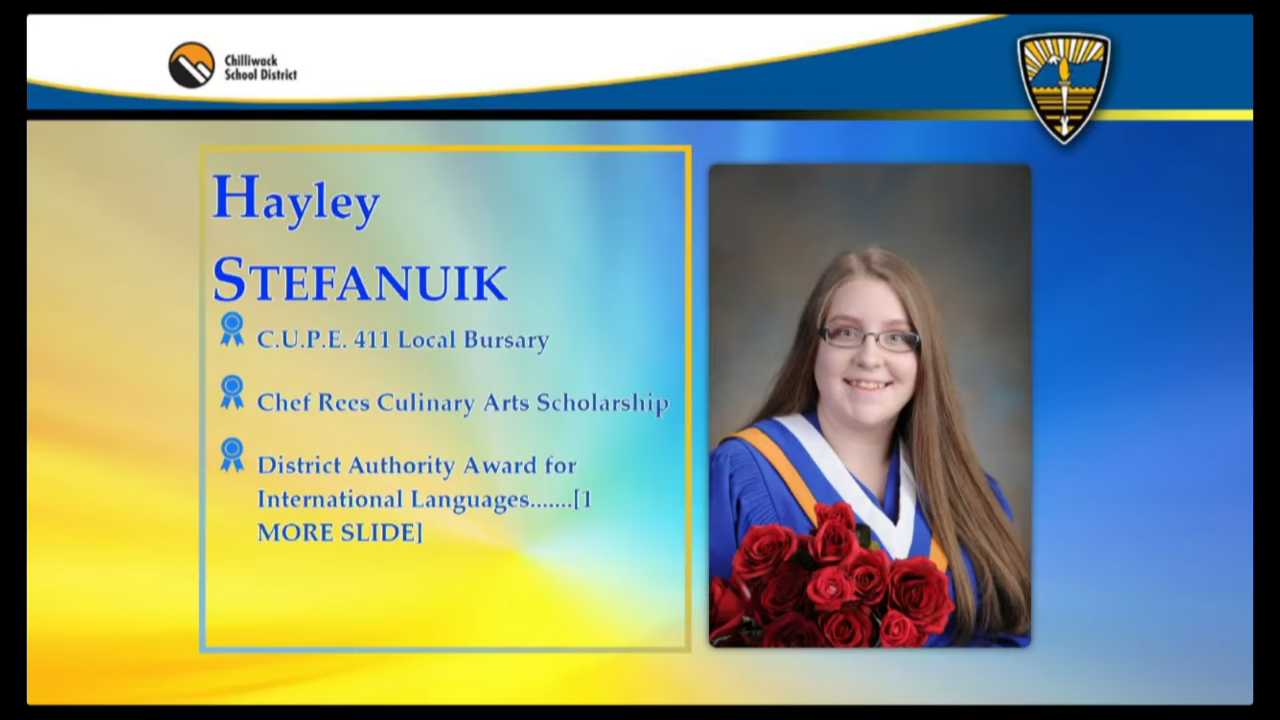 Chilliwack
School District
Hayley
STEFANUIK
C.U.P.E. 411 Local Bursary
Chef Rees Culinary Arts Scholarship
District Authority Award for
International Languages.......[1
MORE SLIDE]